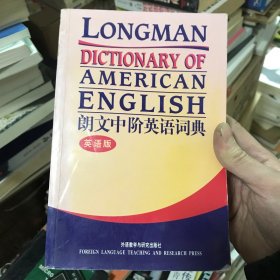 LONGMAN
DICTIONARY OF
AMERICAN
ENGLISH
朗文中阶英语词典
英语版
外语教学与研究出版社
FOREIGN LANGUAGE TEACHING AND RESEARCH PRESS